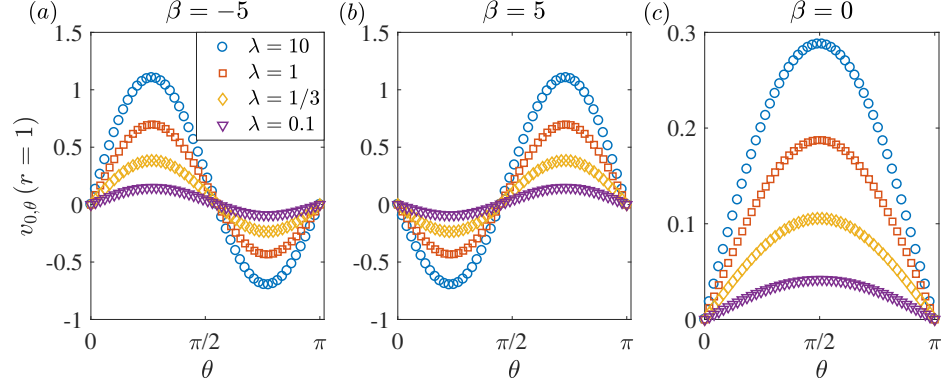 (a) β = −5
1.5
1
0.5
0
-0.5
-1
0
π/2
π
θ
v0,θ (r = 1)
λ = 10
λ = 1
λ = 1/3
λ = 0.1
(b) β = 5
1.5
1
0.5
0
-0.5
-1
0
π/2
π
θ
(c) β = 0
0.3
0.2
0.1
0
0
π/2
π
θ